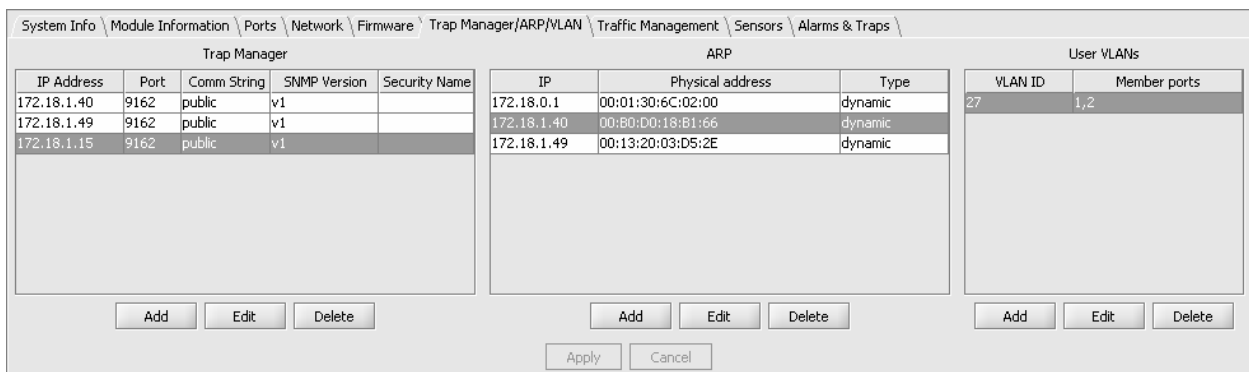 System Info Module Information Ports Network Firmware Trap Manager/ARP/VLAN Traffic Management Sensors Alarms & Traps
Trap Manager
IP Address Port Comm String SNMP Version Security Name
172.18.1.40 9162 public v1
172.18.1.49 9162 public v1
172.18.1.15 9162 public v1
Add Edit Delete
ARP
IP Physical address Type
172.18.0.1 00:01:30:6C:02:00 dynamic
172.18.1.40 00:B0:D0:18:B1:66 dynamic
172.18.1.49 00:13:20:03:D5:2E dynamic
Add Edit Delete
User VLANs
VLAN ID Member ports
27 1,2
Add Edit Delete
Apply Cancel